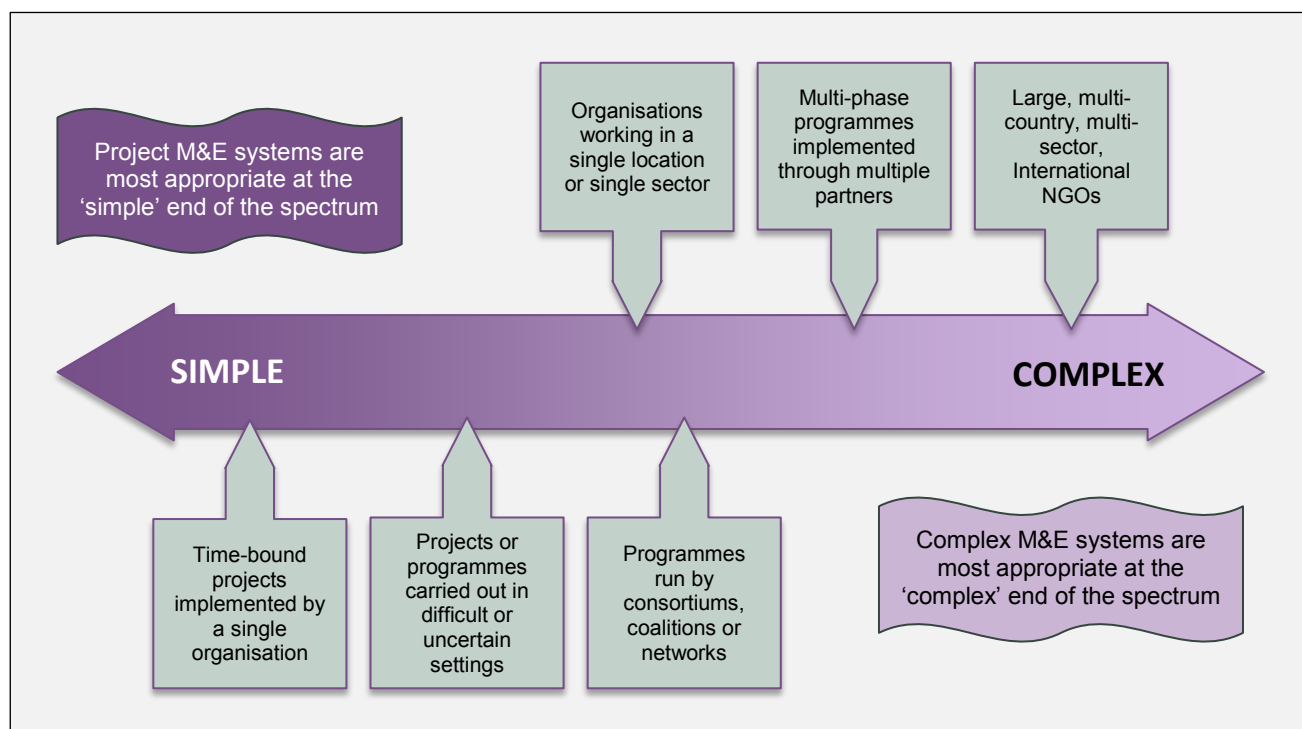 Project M&E systems are
most appropriate at the
‘simple’ end of the spectrum
Organisations
working in a
single location
or single sector
Multi-phase
programmes
implemented
through multiple
partners
Large, multi-
country, multi-
sector,
International
NGOs
SIMPLE
COMPLEX
Time-bound
projects
implemented by
a single
organisation
Projects or
programmes
carried out in
difficult or
uncertain
settings
Programmes
run by
consortiums,
coalitions or
networks
Complex M&E systems are
most appropriate at the
‘complex’ end of the spectrum